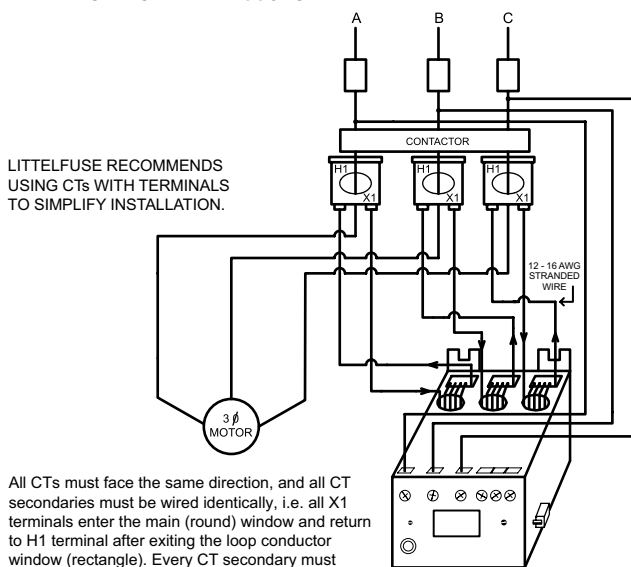 A B C
CONTACTOR
H1 H1 H1
X1 X1 X1
LITTELFUSE RECOMMENDS
USING CTs WITH TERMINALS
TO SIMPLIFY INSTALLATION.
12 - 16 AWG
STRANDED
WIRE
3 ϕ
MOTOR
All CTs must face the same direction, and all CT
secondaries must be wired identically, i.e. all X1
terminals enter the main (round) window and return
to H1 terminal after exiting the loop conductor
window (rectangle). Every CT secondary must